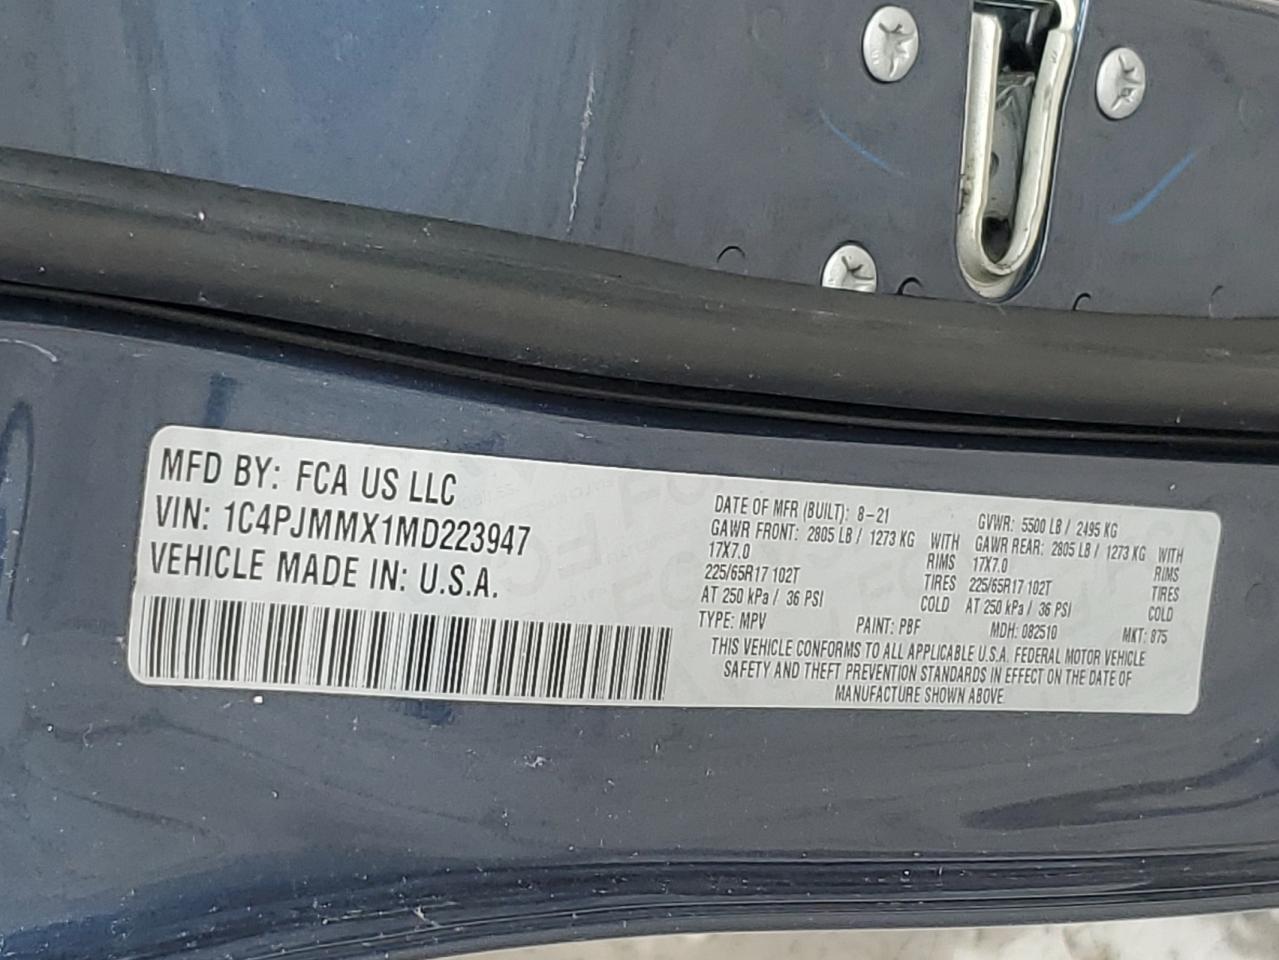 MFD BY: FCA US LLC
VIN: 1C4PJMMX1MD223947
VEHICLE MADE IN: U.S.A.
DATE OF MFR (BUILT): 8-21 GVWR: 5500 LB / 2495 KG
GAWR FRONT: 2805 LB / 1273 KG WITH GAWR REAR: 2805 LB / 1273 KG WITH
17X7.0 RIMS 17X7.0 RIMS
225/65R17 102T TIRES 225/65R17 102T TIRES
AT 250 kPa / 36 PSI COLD AT 250 kPa / 36 PSI COLD
TYPE: MPV PAINT: PBF MDH: 082510 MKT: 875
THIS VEHICLE CONFORMS TO ALL APPLICABLE U.S.A. FEDERAL MOTOR VEHICLE
SAFETY AND THEFT PREVENTION STANDARDS IN EFFECT ON THE DATE OF
MANUFACTURE SHOWN ABOVE.